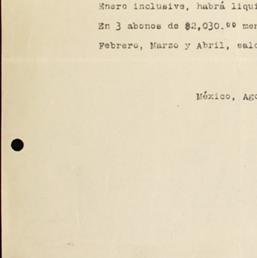 Enero inclusive, habrá liqui
En 3 abonos de $2,030.00 men
Febrero, Marzo y Abril, sald
México, Ago